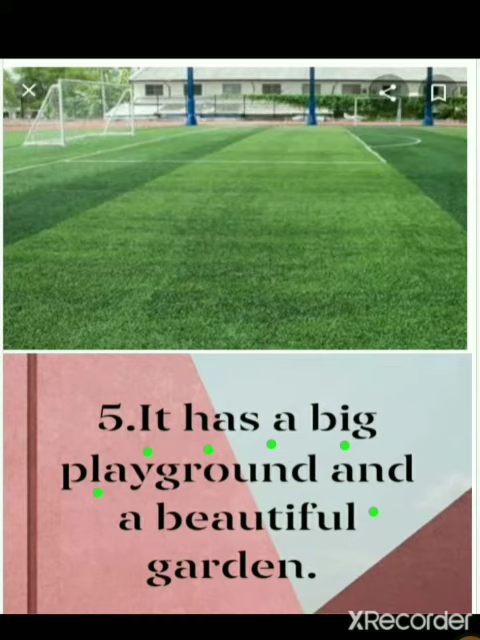 5.It has a big
playground and
a beautiful
garden.
XRecorder